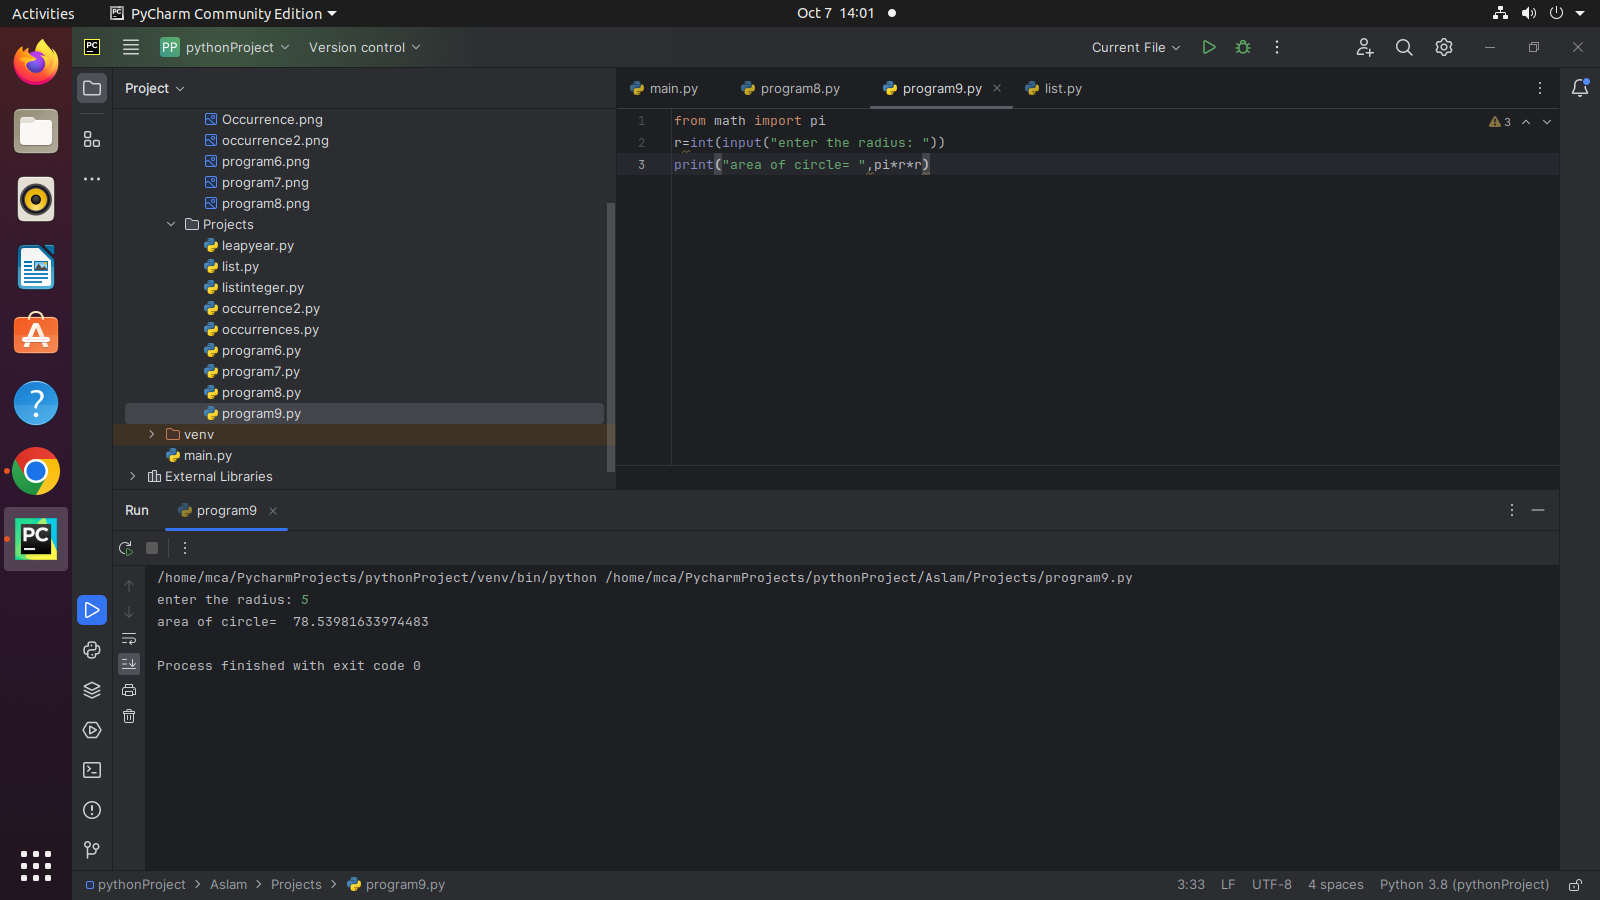 Activities
PyCharm Community Edition
Oct 7 14:01
PC
PP pythonProject
Version control
Current File
Project
Occurrence.png
occurrence2.png
program6.png
program7.png
program8.png
Projects
leapyear.py
list.py
listinteger.py
occurrence2.py
occurrences.py
program6.py
program7.py
program8.py
program9.py
venv
main.py
External Libraries
main.py
program8.py
program9.py
list.py
1 from math import pi
2 r=int(input("enter the radius: "))
3 print("area of circle= ",pi*r*r)
3
Run
program9
/home/mca/PycharmProjects/pythonProject/venv/bin/python /home/mca/PycharmProjects/pythonProject/Aslam/Projects/program9.py
enter the radius: 5
area of circle=  78.53981633974483
Process finished with exit code 0
PC
pythonProject > Aslam > Projects > program9.py
3:33 LF UTF-8 4 spaces Python 3.8 (pythonProject)